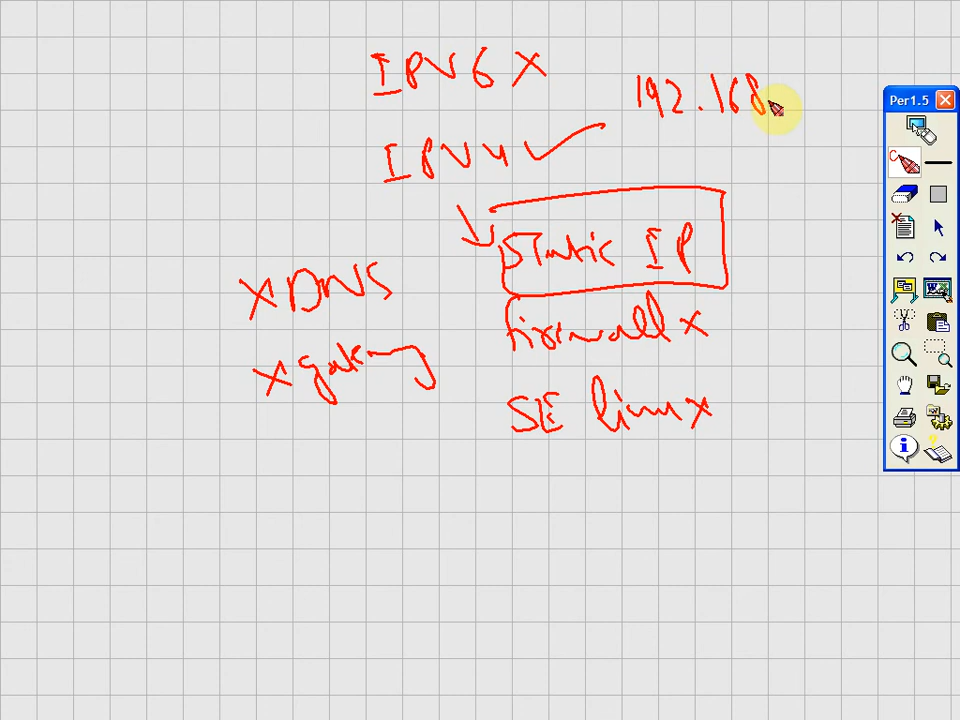 IPV6 X
192.168
IPV4 ✓
Static IP
X DNS
firewall x
X gateway
SE linux
Per1.5